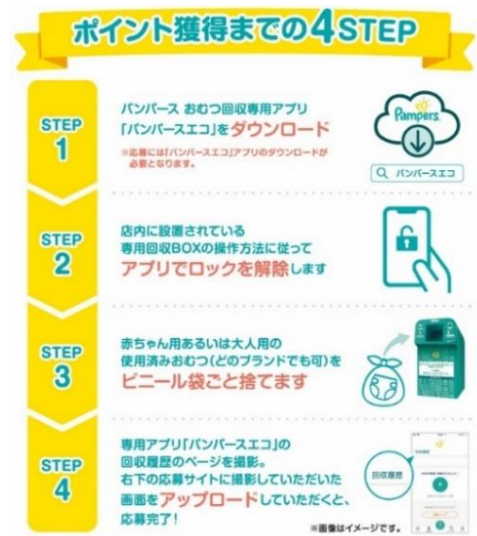 ポイント獲得までの4STEP
STEP
1
パンパース おむつ回収専用アプリ
「パンパースエコ」をダウンロード
※応募には「パンパースエコ」アプリのダウンロードが
必要となります。
Pampers
パンパースエコ
STEP
2
店内に設置されている
専用回収BOXの操作方法に従って
アプリでロックを解除します
STEP
3
赤ちゃん用あるいは大人用の
使用済みおむつ(どのブランドでも可)を
ビニール袋ごと捨てます
STEP
4
専用アプリ「パンパースエコ」の
回収履歴のページを撮影。
右下の応募サイトに撮影していただいた
画面をアップロードしていただくと、
応募完了!
回収履歴
※画像はイメージです。